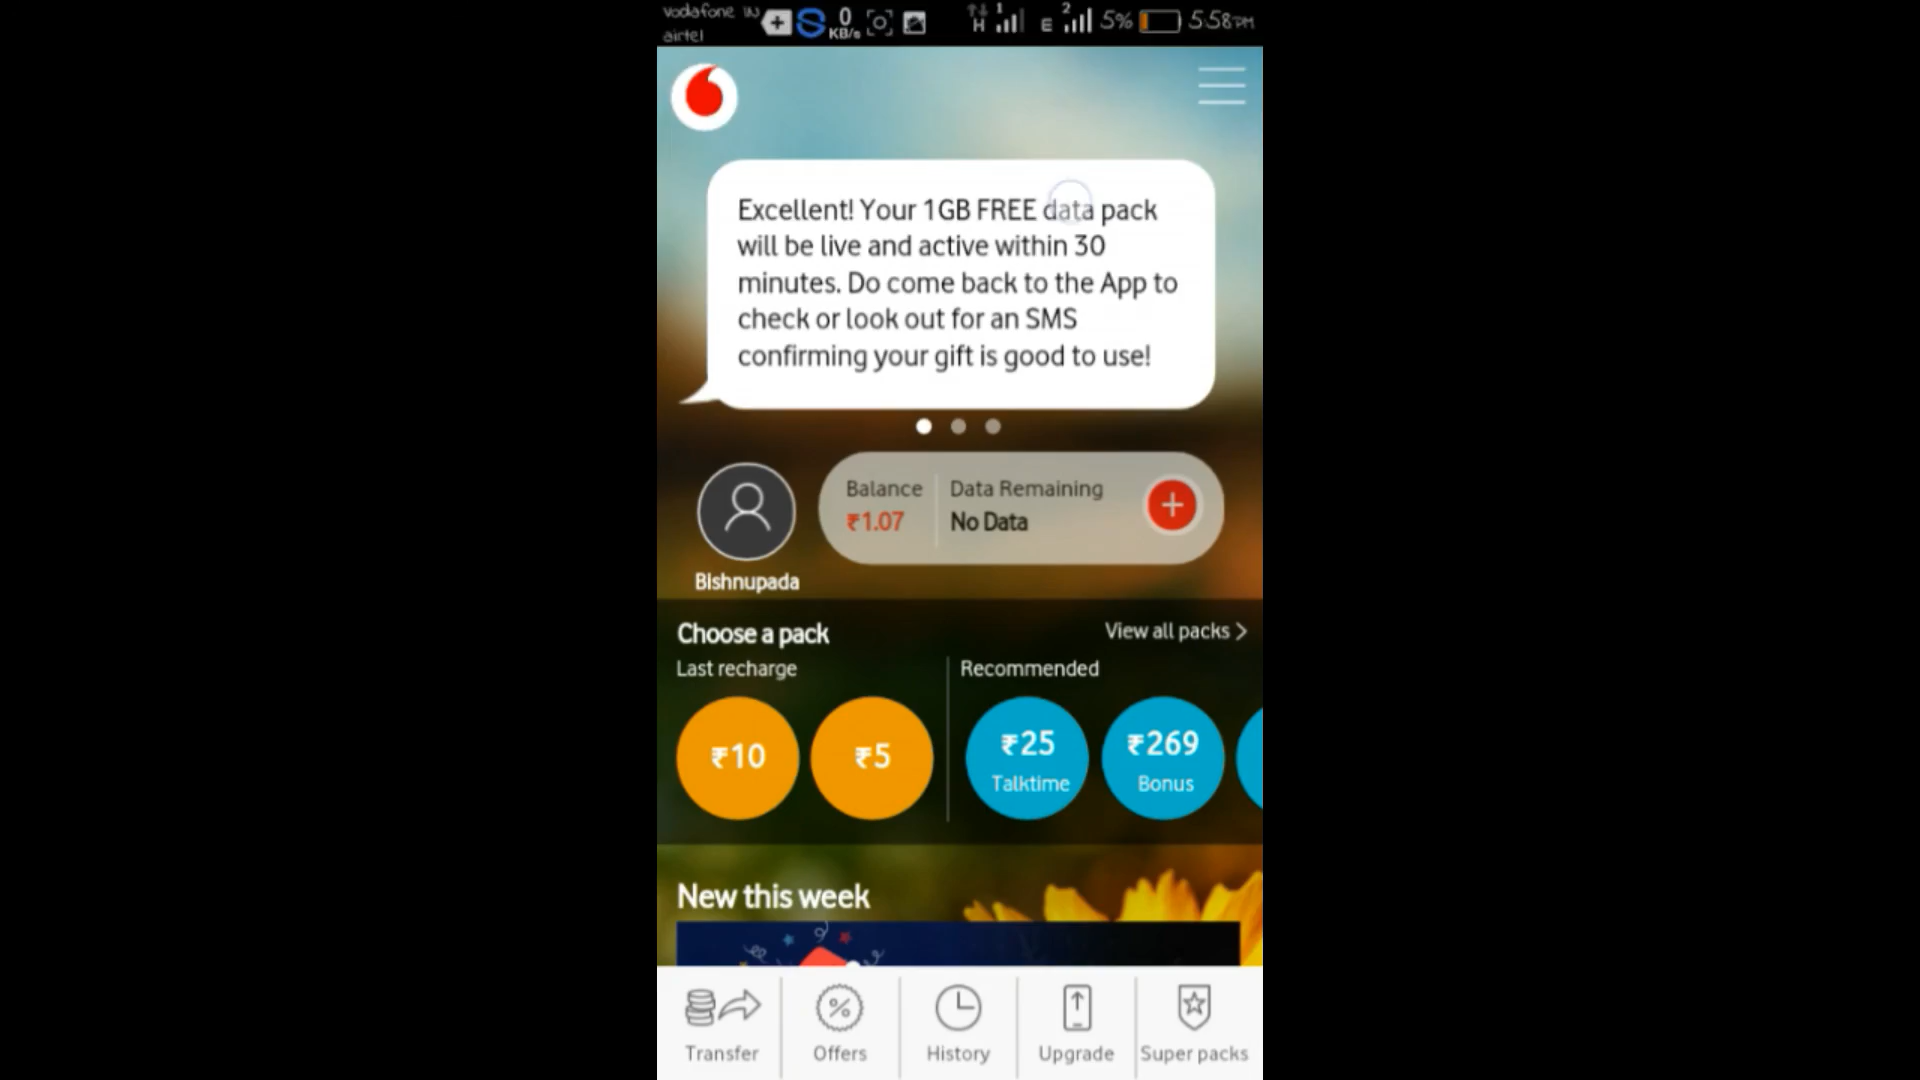 vodafone IN
airtel
0
KB/s
H 1
E 2
5%
5:58PM
Excellent! Your 1GB FREE data pack
will be live and active within 30
minutes. Do come back to the App to
check or look out for an SMS
confirming your gift is good to use!
Balance
₹1.07
Data Remaining
No Data
Bishnupada
Choose a pack
View all packs >
Last recharge
Recommended
₹10
₹5
₹25
Talktime
₹269
Bonus
New this week
Transfer
Offers
History
Upgrade
Super packs